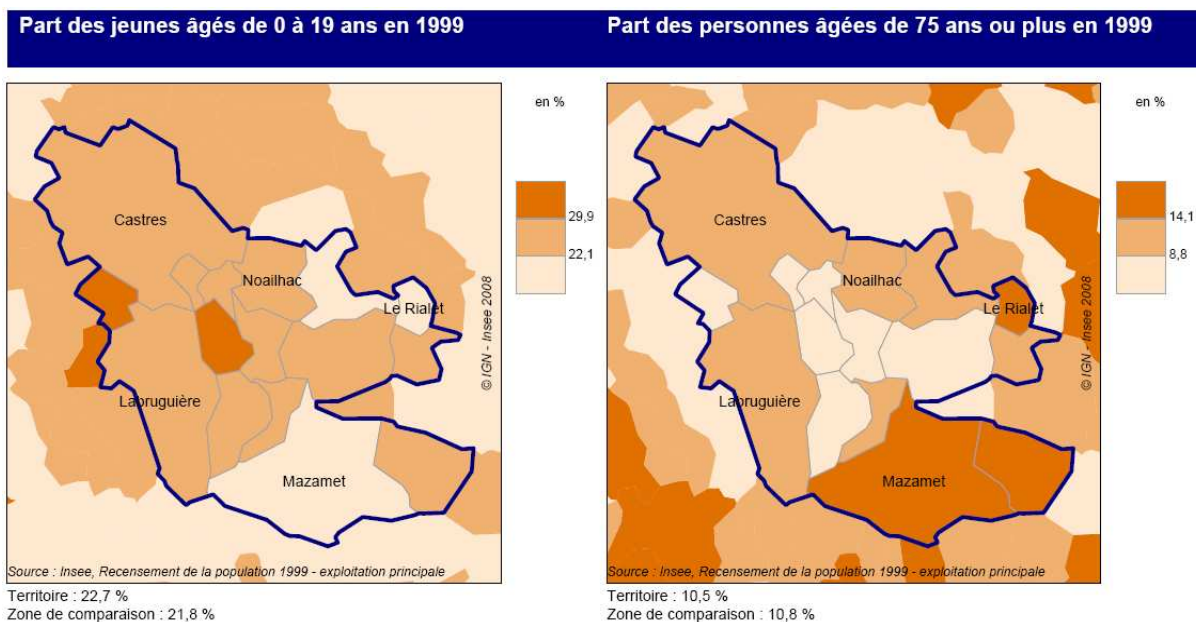 Part des jeunes âgés de 0 à 19 ans en 1999
en %
29,9
22,1
Castres
Noailhac
Le Rialet
Labruguière
Mazamet
© IGN - Insee 2008
Source : Insee, Recensement de la population 1999 - exploitation principale
Territoire : 22,7 %
Zone de comparaison : 21,8 %
Part des personnes âgées de 75 ans ou plus en 1999
en %
14,1
8,8
Castres
Noailhac
Le Rialet
Labruguière
Mazamet
© IGN - Insee 2008
Source : Insee, Recensement de la population 1999 - exploitation principale
Territoire : 10,5 %
Zone de comparaison : 10,8 %